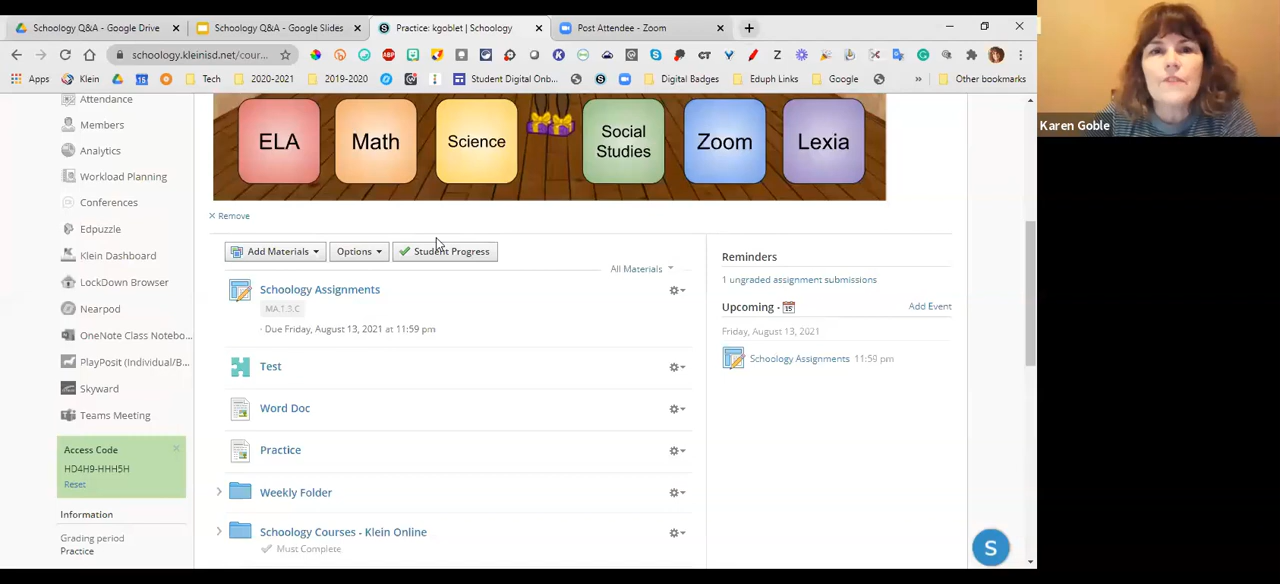 Schoology Q&A - Google Drive
Schoology Q&A - Google Slides
Practice: kgoblet | Schoology
Post Attendee - Zoom
schoology.kleinisd.net/cour...
Apps
Klein
Tech
2020-2021
2019-2020
Student Digital Onb...
Digital Badges
Eduph Links
Google
Other bookmarks
Karen Goble
Attendance
Members
Analytics
Workload Planning
Conferences
Edpuzzle
Klein Dashboard
LockDown Browser
Nearpod
OneNote Class Notebo...
PlayPosit (Individual/B...
Skyward
Teams Meeting
Access Code
HD4H9-HHH5H
Reset
Information
Grading period
Practice
ELA
Math
Science
Social
Studies
Zoom
Lexia
Remove
Add Materials
Options
Student Progress
All Materials
Schoology Assignments
MA.1.3.C
· Due Friday, August 13, 2021 at 11:59 pm
Test
Word Doc
Practice
Weekly Folder
Schoology Courses - Klein Online
Must Complete
Reminders
1 ungraded assignment submissions
Upcoming ·
Add Event
Friday, August 13, 2021
Schoology Assignments 11:59 pm
S